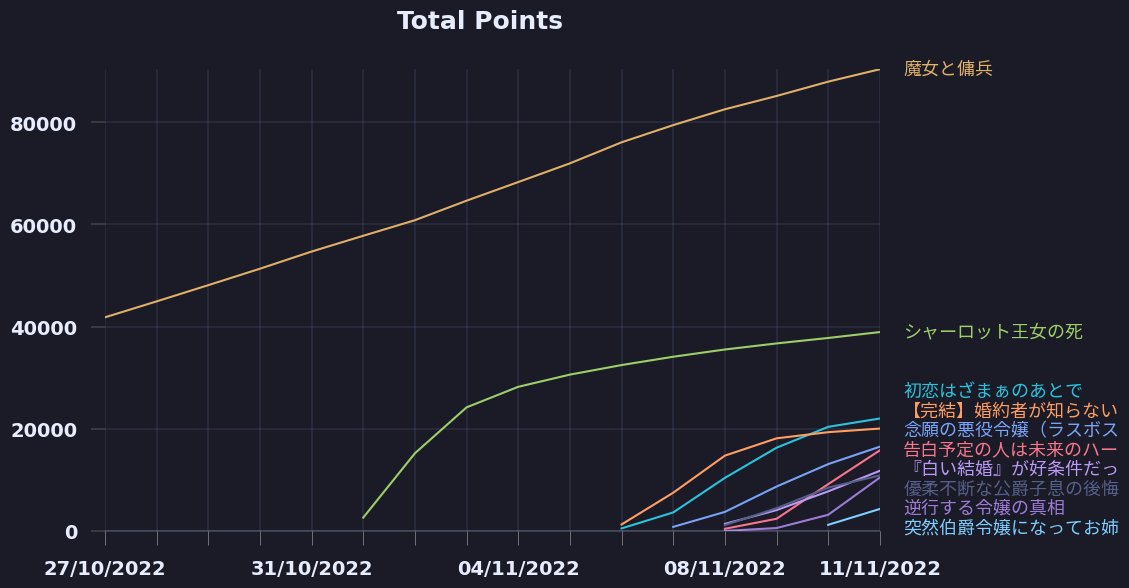 Total Points
魔女と傭兵
80000
60000
40000
シャーロット王女の死
初恋はざまぁのあとで
【完結】婚約者が知らない
20000
念願の悪役令嬢（ラスボス
告白予定の人は未来のハー
『白い結婚』が好条件だっ
優柔不断な公爵子息の後悔
逆行する令嬢の真相
突然伯爵令嬢になってお姉
0
27/10/2022
31/10/2022
04/11/2022
08/11/2022
11/11/2022